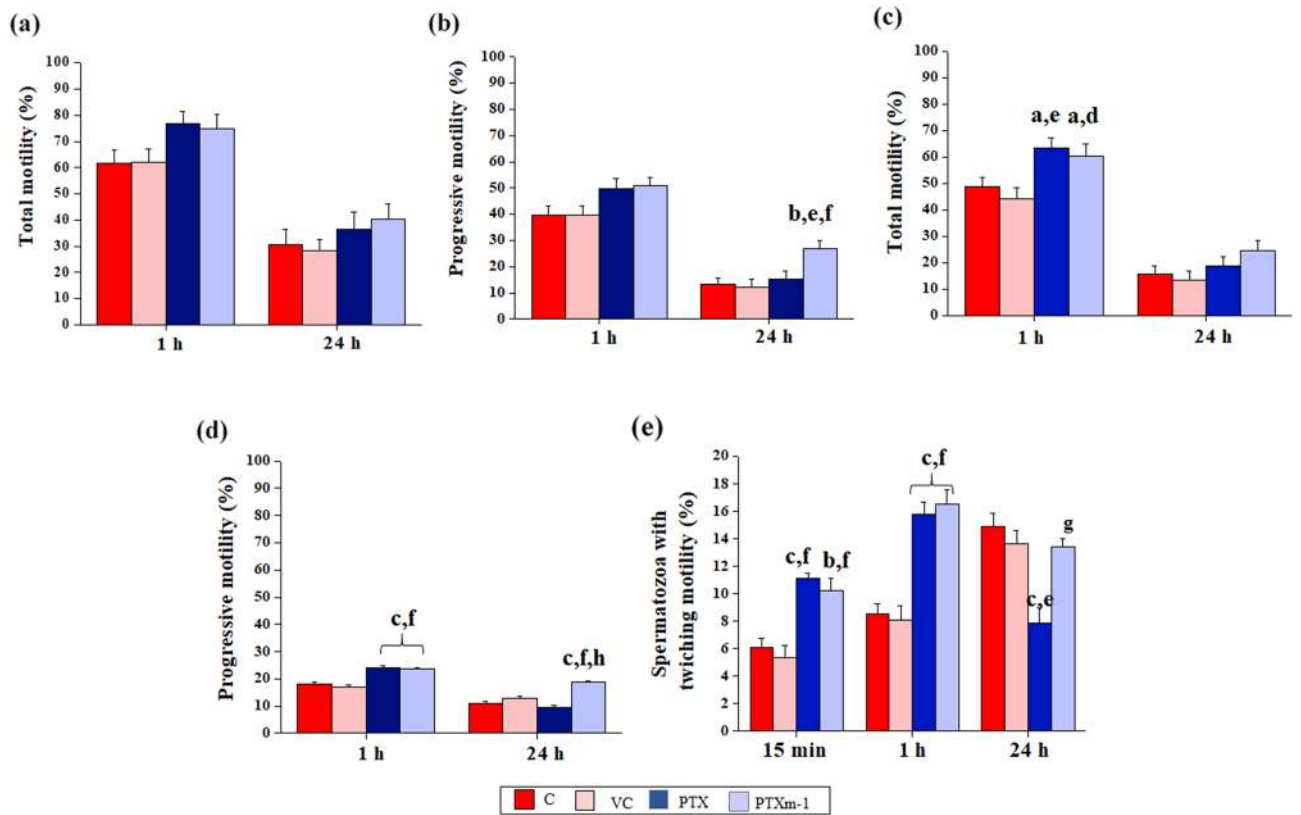 (a)
Total motility (%)
100
90
80
70
60
50
40
30
20
10
0
1 h
24 h
(b)
Progressive motility (%)
100
90
80
70
60
50
40
30
20
10
0
b,e,f
1 h
24 h
(c)
Total motility (%)
100
90
80
70
60
50
40
30
20
10
0
a,e a,d
1 h
24 h
(d)
Progressive motility (%)
100
90
80
70
60
50
40
30
20
10
0
c,f
c,f,h
1 h
24 h
(e)
Spermatozoa with
twiching motility (%)
20
18
16
14
12
10
8
6
4
2
0
c,f
b,f
c,f
c,e
g
15 min
1 h
24 h
C VC PTX PTXm-1